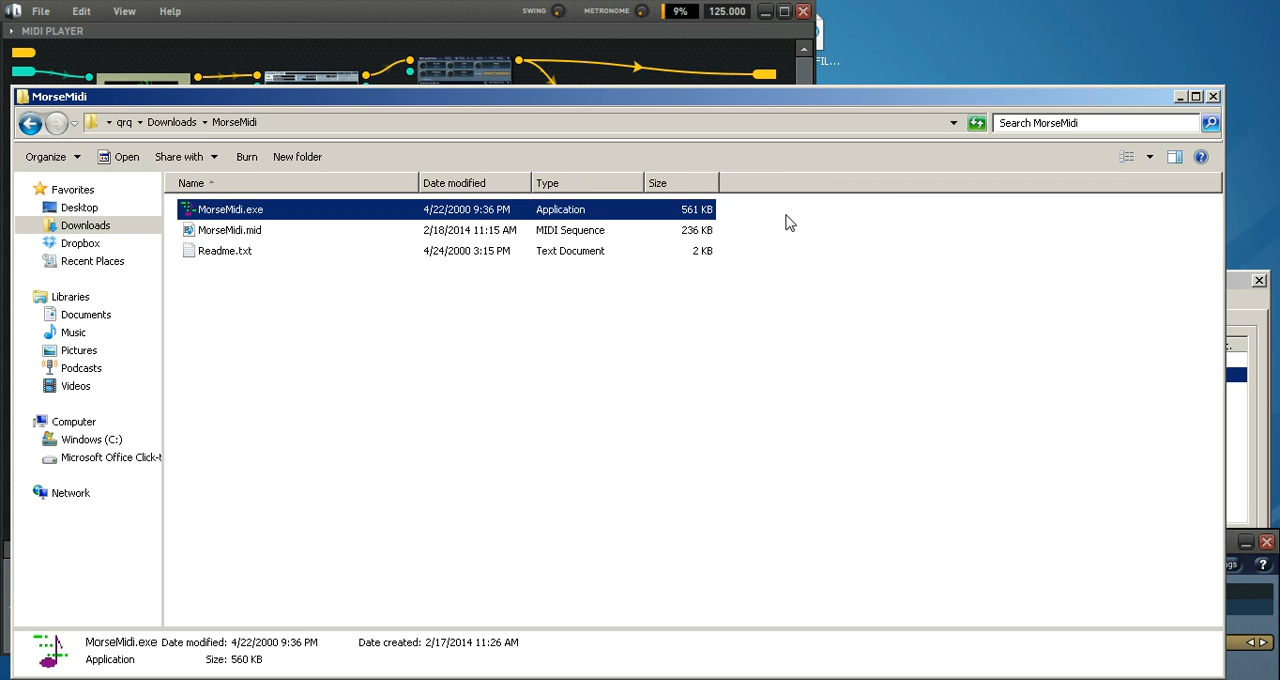 File Edit View Help SWING METRONOME 9% 125.000
MIDI PLAYER
FIL...
MorseMidi
qrq Downloads MorseMidi Search MorseMidi
Organize Open Share with Burn New folder
Name Date modified Type Size
Favorites
Desktop
Downloads
Dropbox
Recent Places
Libraries
Documents
Music
Pictures
Podcasts
Videos
Computer
Windows (C:)
Microsoft Office Click-t
Network
MorseMidi.exe 4/22/2000 9:36 PM Application 561 KB
MorseMidi.mid 2/18/2014 11:15 AM MIDI Sequence 236 KB
Readme.txt 4/24/2000 3:15 PM Text Document 2 KB
MorseMidi.exe Date modified: 4/22/2000 9:36 PM Date created: 2/17/2014 11:26 AM
Application Size: 560 KB